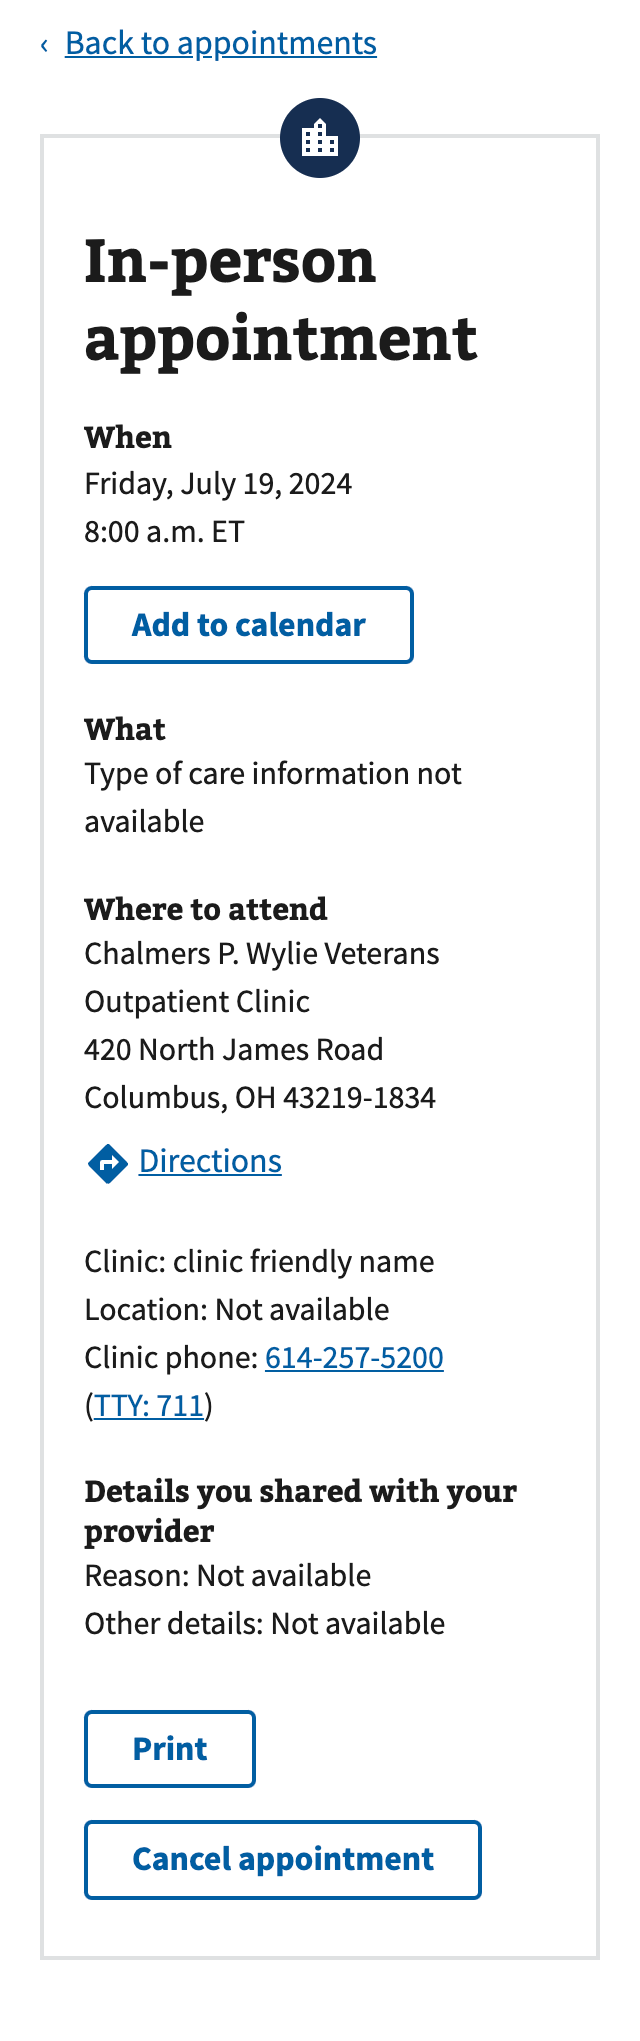 ‹ Back to appointments
In-person
appointment
When
Friday, July 19, 2024
8:00 a.m. ET
Add to calendar
What
Type of care information not
available
Where to attend
Chalmers P. Wylie Veterans
Outpatient Clinic
420 North James Road
Columbus, OH 43219-1834
Directions
Clinic: clinic friendly name
Location: Not available
Clinic phone: 614-257-5200
(TTY: 711)
Details you shared with your
provider
Reason: Not available
Other details: Not available
Print
Cancel appointment